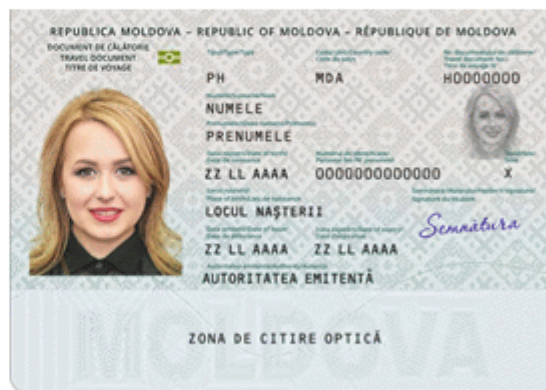 REPUBLICA MOLDOVA – REPUBLIC OF MOLDOVA – RÉPUBLIQUE DE MOLDOVA
DOCUMENT DE CĂLĂTORIE
TRAVEL DOCUMENT
TITRE DE VOYAGE
PH MDA H0000000
NUMELE
PRENUMELE
ZZ LL AAAA 0000000000000 X
LOCUL NAȘTERII
Semnătura
ZZ LL AAAA ZZ LL AAAA
AUTORITATEA EMITENTĂ
MOLDOVA
ZONA DE CITIRE OPTICĂ